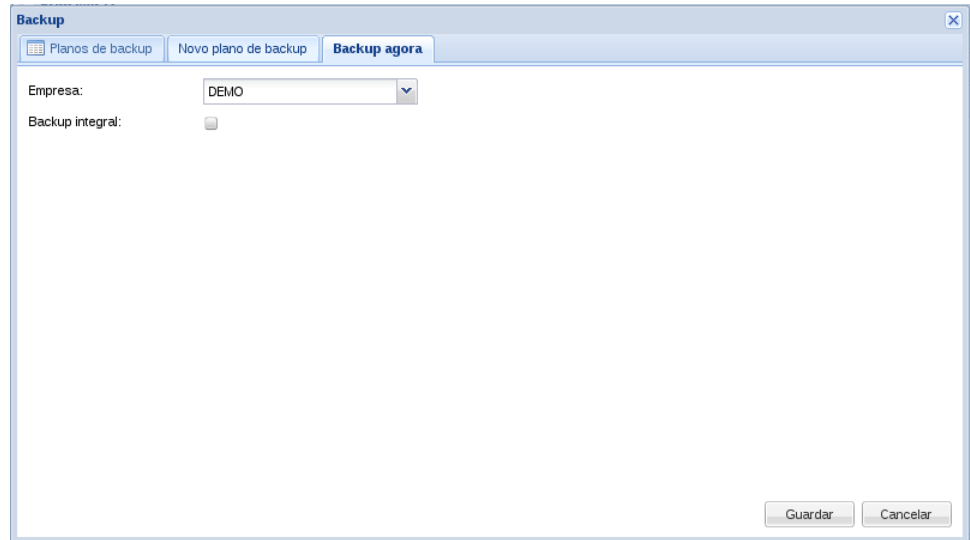 Backup
Planos de backup Novo plano de backup Backup agora
Empresa: DEMO
Backup integral:
Guardar Cancelar